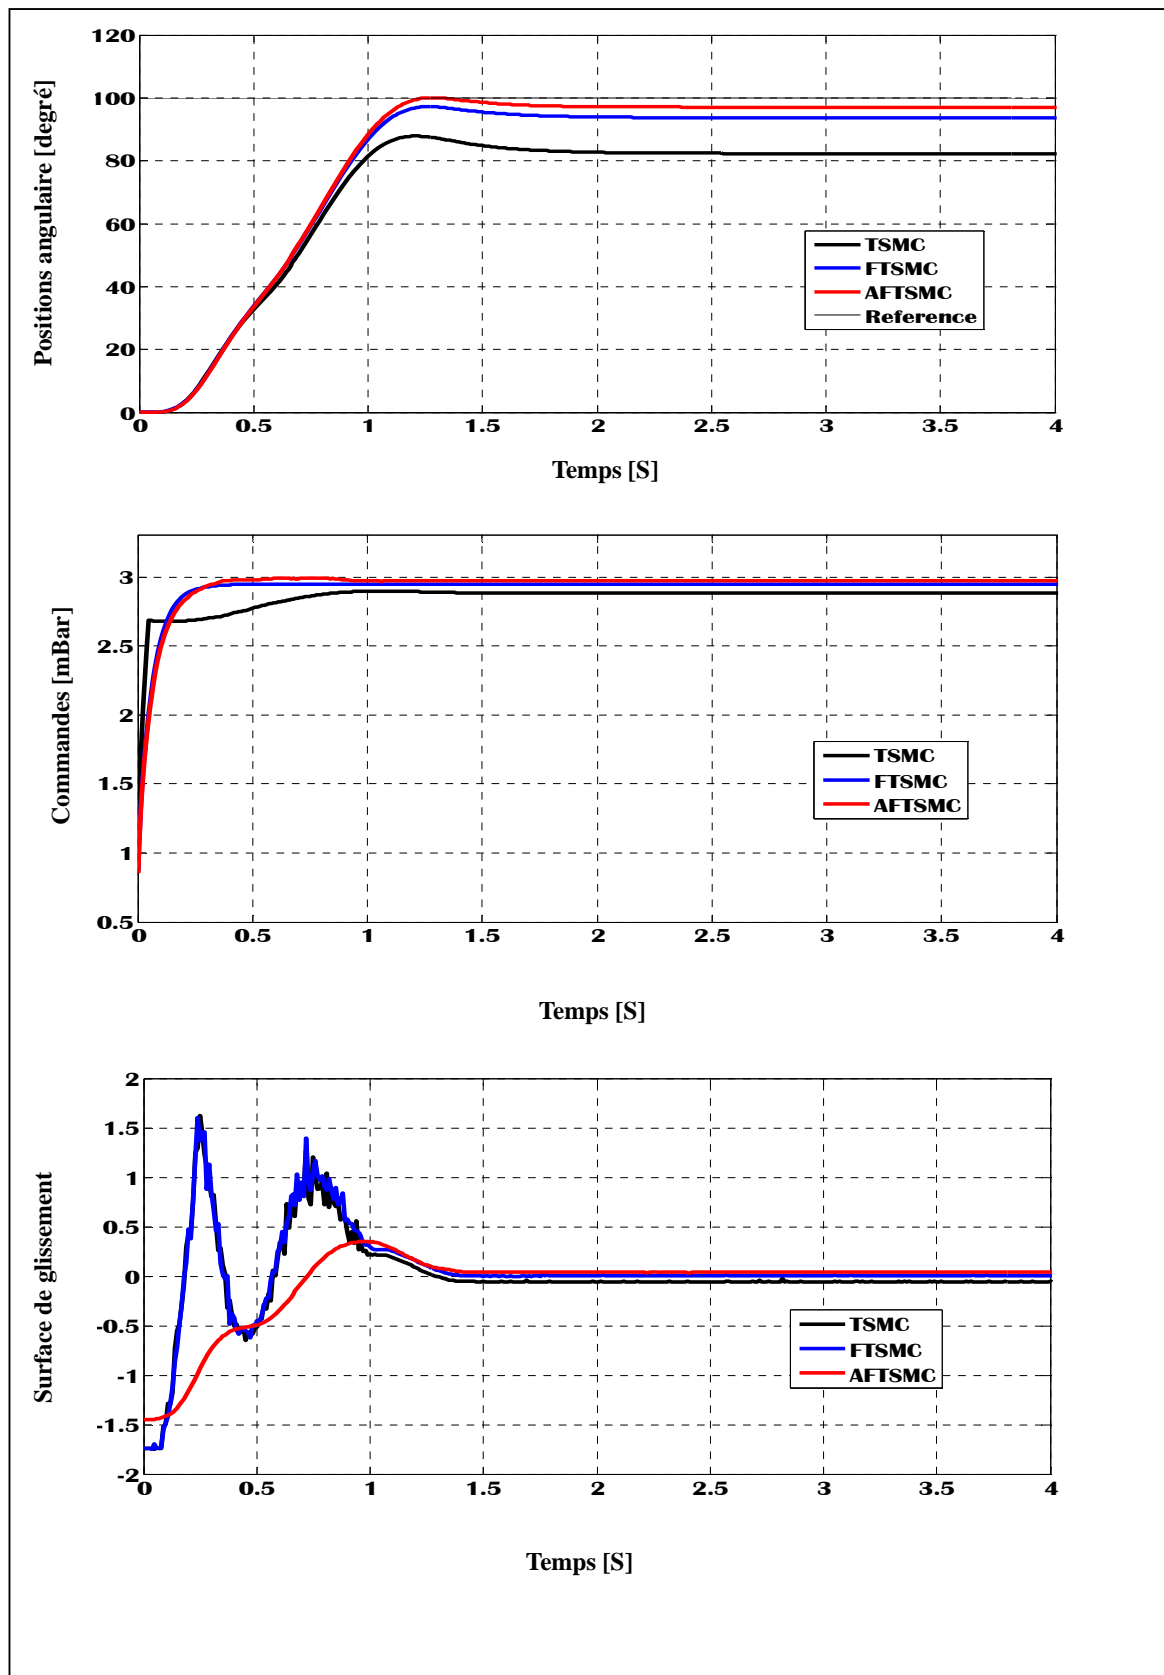 Positions angulaire [degré]
120
100
80
60
40
20
0
TSMC
FTSMC
AFTSMC
Reference
0 0.5 1 1.5 2 2.5 3 3.5 4
Temps [S]
Commandes [mBar]
3
2.5
2
1.5
1
0.5
TSMC
FTSMC
AFTSMC
0 0.5 1 1.5 2 2.5 3 3.5 4
Temps [S]
Surface de glissement
2
1.5
1
0.5
0
-0.5
-1
-1.5
-2
TSMC
FTSMC
AFTSMC
0 0.5 1 1.5 2 2.5 3 3.5 4
Temps [S]